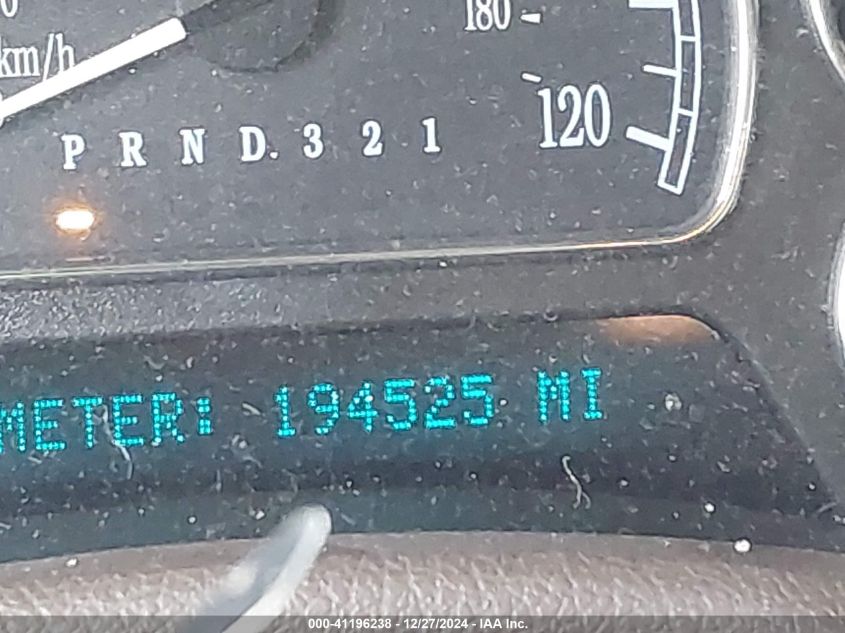 180
km/h
120
P R N D. 3 2 1
METER: 194525 MI
000-41196238 - 12/27/2024 - IAA Inc.